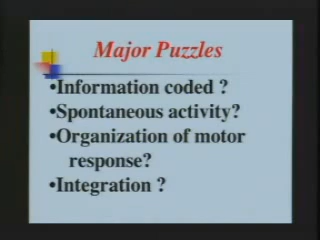 Major Puzzles
•Information coded ?
•Spontaneous activity?
•Organization of motor
response?
•Integration ?